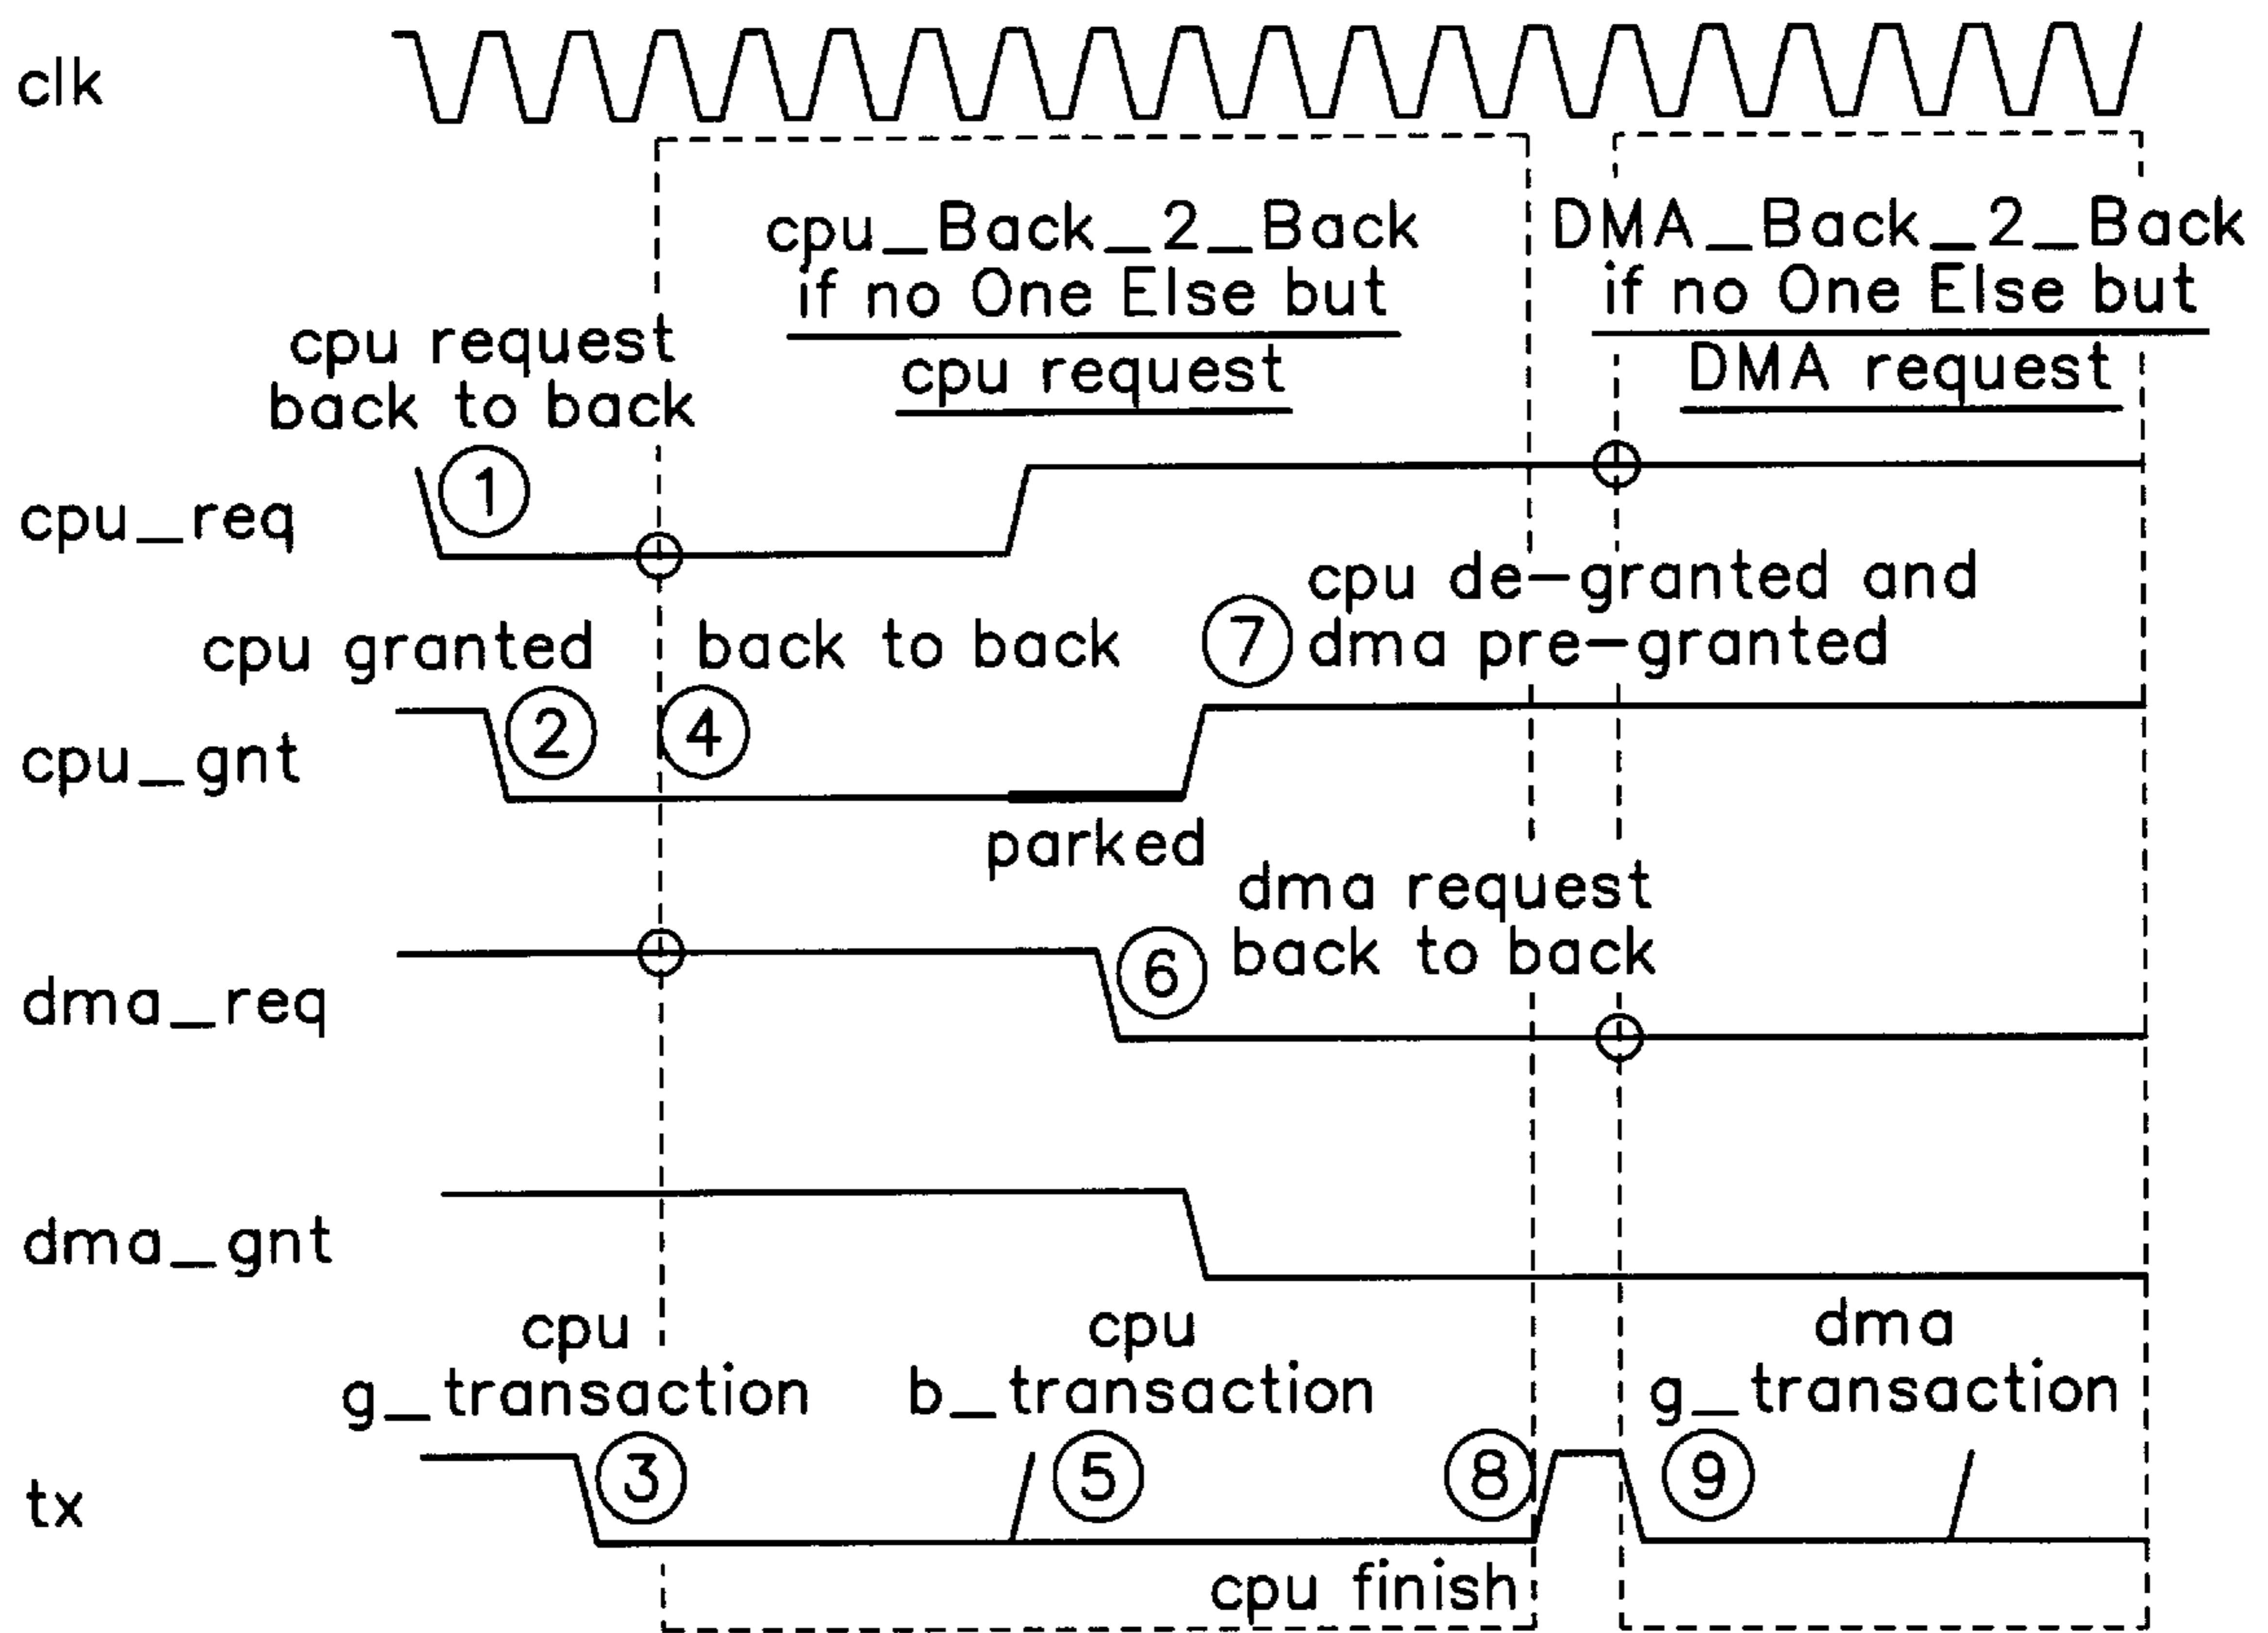 clk
cpu_Back_2_Back
if no One Else but
cpu request
DMA_Back_2_Back
if no One Else but
DMA request
cpu request
back to back
1
cpu_req
cpu granted
2
back to back
4
7
cpu de-granted and
dma pre-granted
cpu_gnt
parked
dma request
back to back
6
dma_req
dma_gnt
cpu
g_transaction
3
cpu
b_transaction
5
8
dma
g_transaction
9
tx
cpu finish